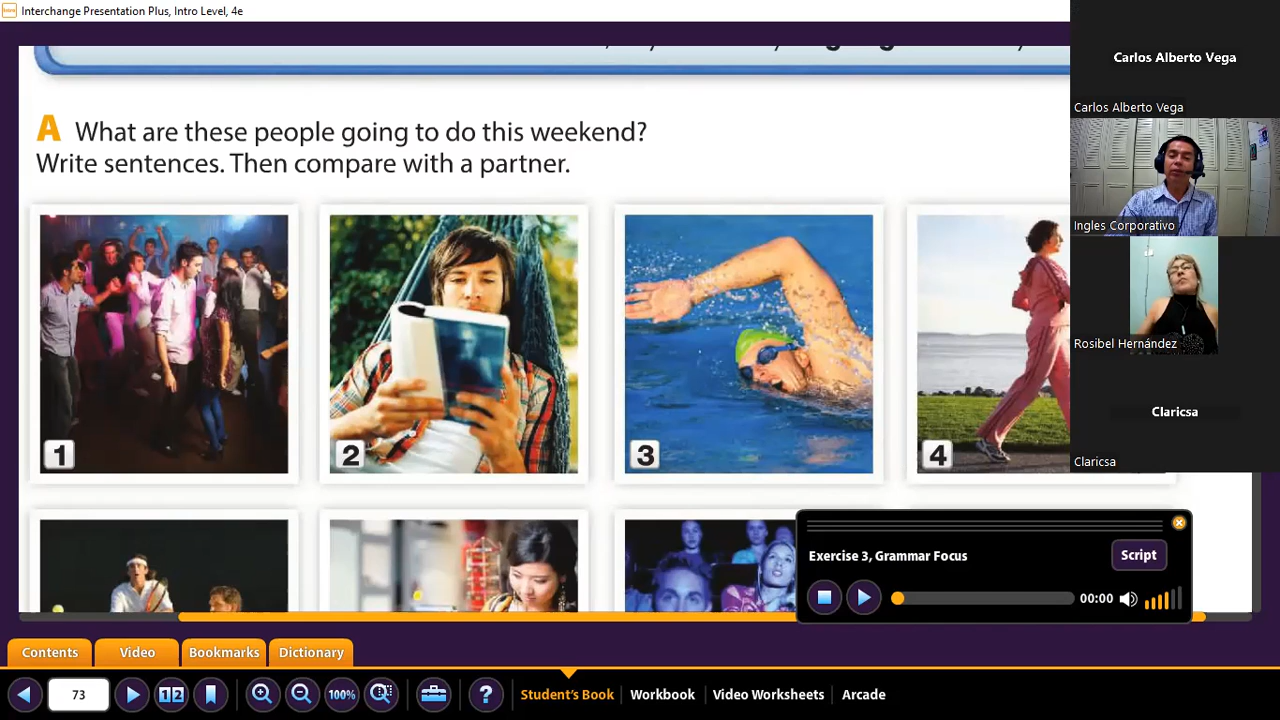 Interchange Presentation Plus, Intro Level, 4e
Carlos Alberto Vega
Carlos Alberto Vega
A What are these people going to do this weekend?
Write sentences. Then compare with a partner.
Ingles Corporativo
Rosibel Hernández
Claricsa
Claricsa
1
2
3
4
Exercise 3, Grammar Focus
Script
00:00
Contents
Video
Bookmarks
Dictionary
73
1 2
100%
?
Student's Book
Workbook
Video Worksheets
Arcade